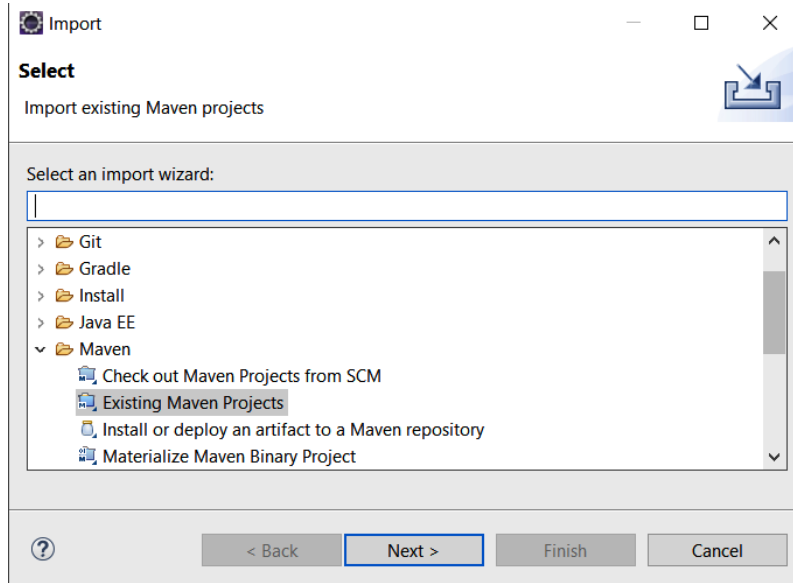 Import
Select
Import existing Maven projects
Select an import wizard:
Git
Gradle
Install
Java EE
Maven
Check out Maven Projects from SCM
Existing Maven Projects
Install or deploy an artifact to a Maven repository
Materialize Maven Binary Project
< Back Next > Finish Cancel